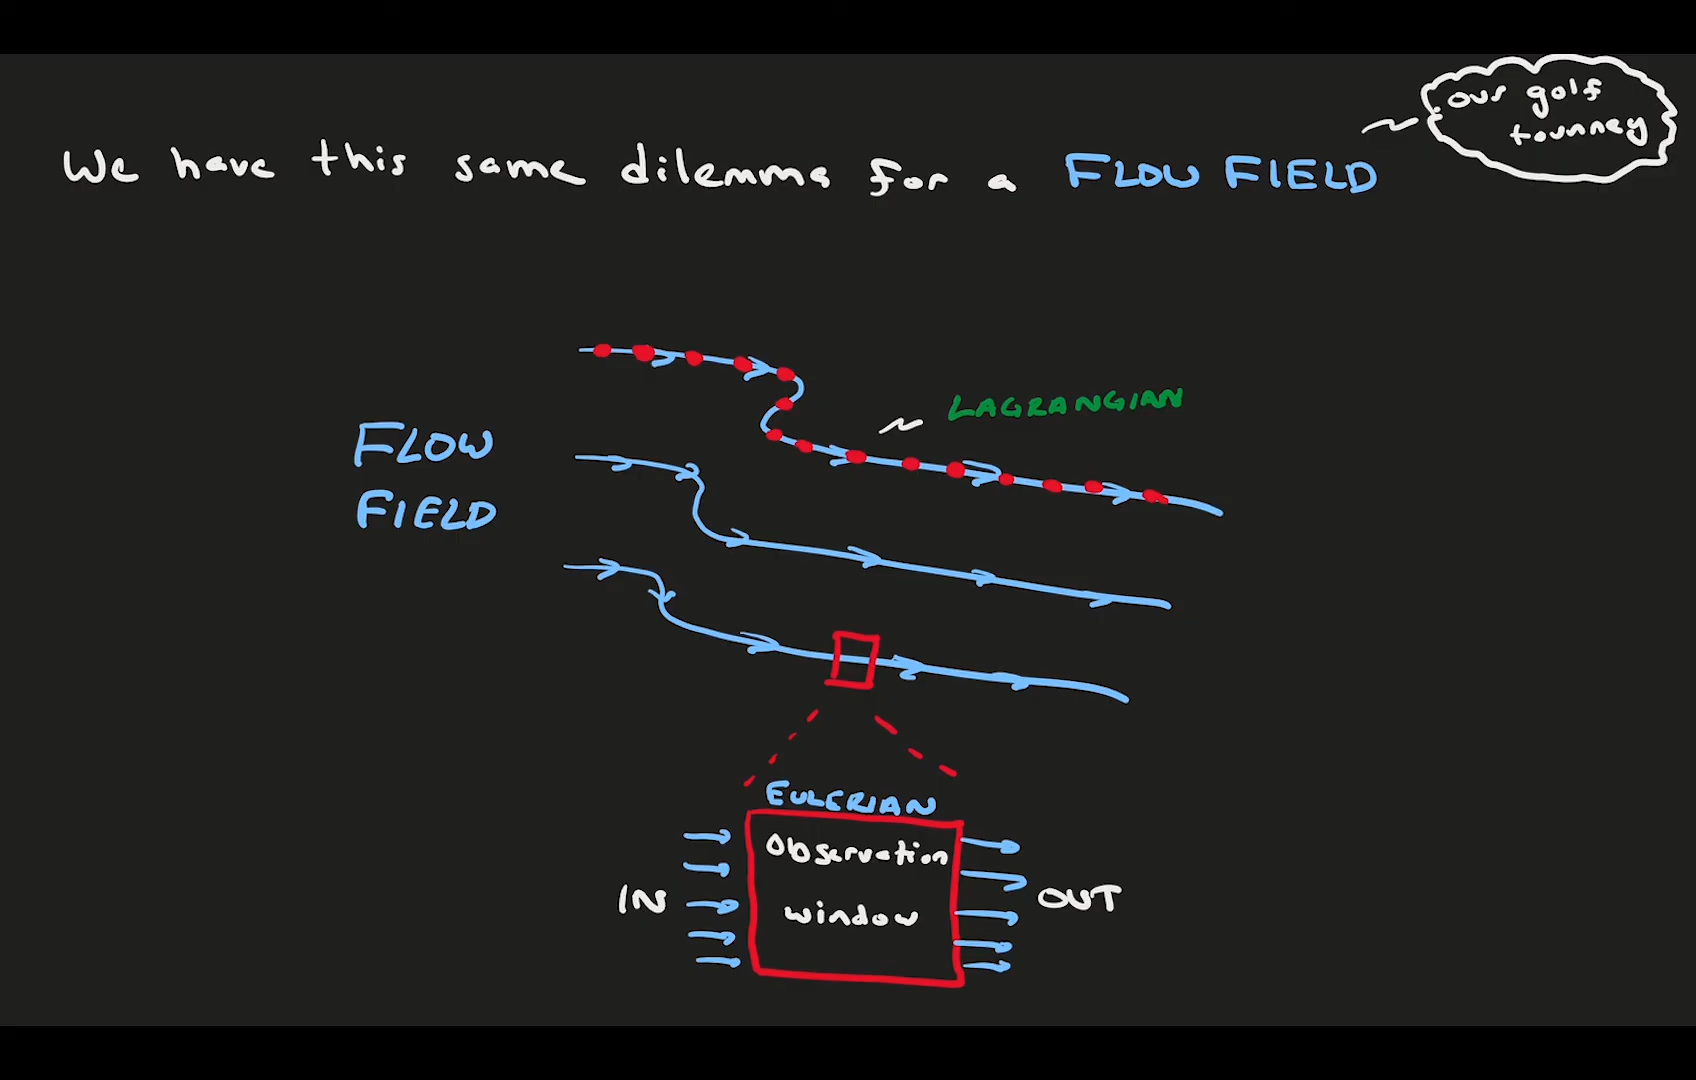 our golf
tourney
We have this same dilemma for a FLOW FIELD
LAGRANGIAN
FLOW
FIELD
EULERIAN
Observation
window
IN
OUT